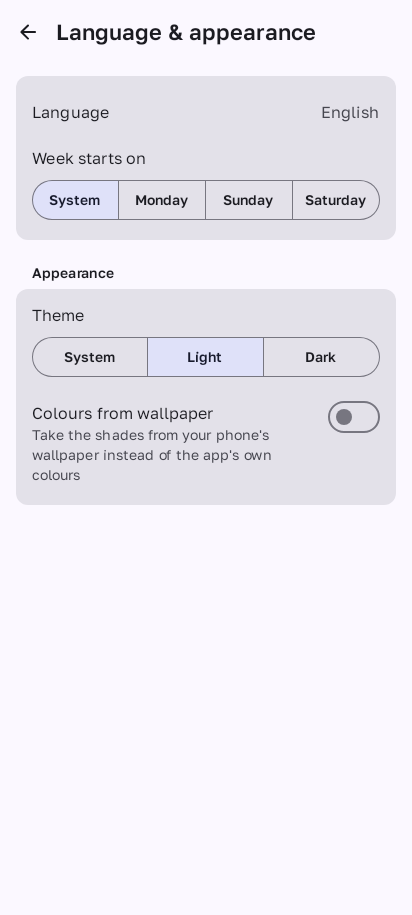 Language & appearance
Language English
Week starts on
System Monday Sunday Saturday
Appearance
Theme
System Light Dark
Colours from wallpaper
Take the shades from your phone's
wallpaper instead of the app's own
colours